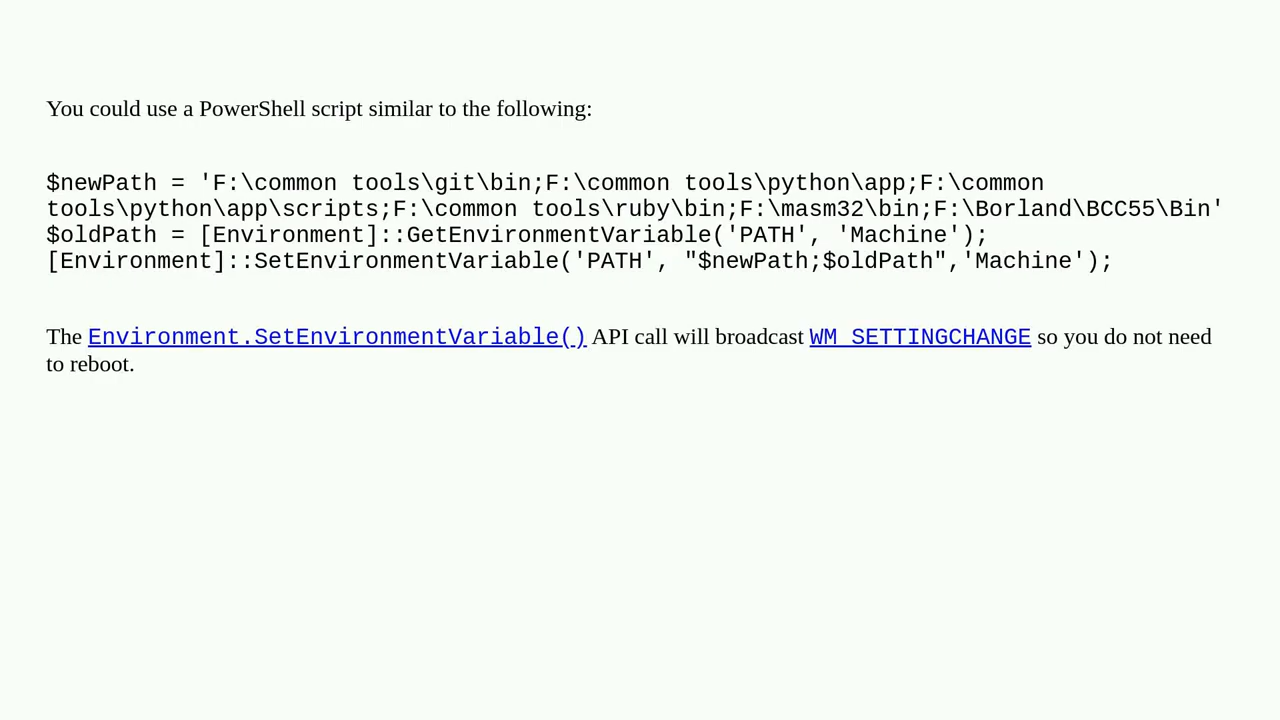 You could use a PowerShell script similar to the following:
$newPath = 'F:\common tools\git\bin;F:\common tools\python\app;F:\common
tools\python\app\scripts;F:\common tools\ruby\bin;F:\masm32\bin;F:\Borland\BCC55\Bin'
$oldPath = [Environment]::GetEnvironmentVariable('PATH', 'Machine');
[Environment]::SetEnvironmentVariable('PATH', "$newPath;$oldPath",'Machine');
The Environment.SetEnvironmentVariable() API call will broadcast WM_SETTINGCHANGE so you do not need
to reboot.